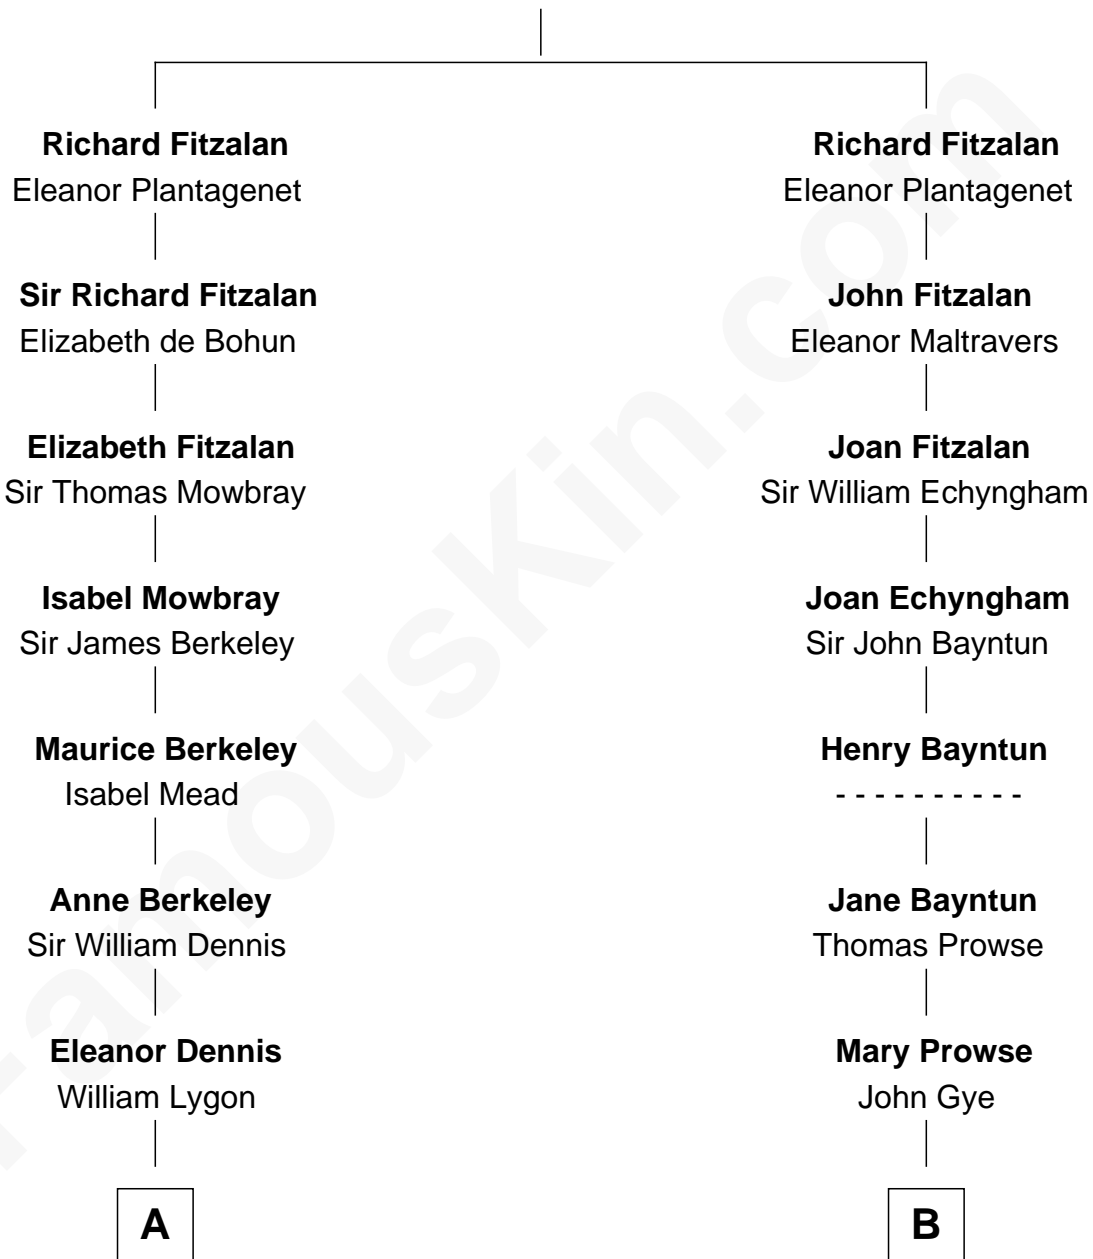 Richard Fitzalan
Eleanor Plantagenet
Sir Richard Fitzalan
Elizabeth de Bohun
Elizabeth Fitzalan
Sir Thomas Mowbray
Isabel Mowbray
Sir James Berkeley
Maurice Berkeley
Isabel Mead
Anne Berkeley
Sir William Dennis
Eleanor Dennis
William Lygon
A
Richard Fitzalan
Eleanor Plantagenet
John Fitzalan
Eleanor Maltravers
Joan Fitzalan
Sir William Echyngham
Joan Echyngham
Sir John Bayntun
Henry Bayntun
- - - - - - - - - -
Jane Bayntun
Thomas Prowse
Mary Prowse
John Gye
B
FamousKin.com